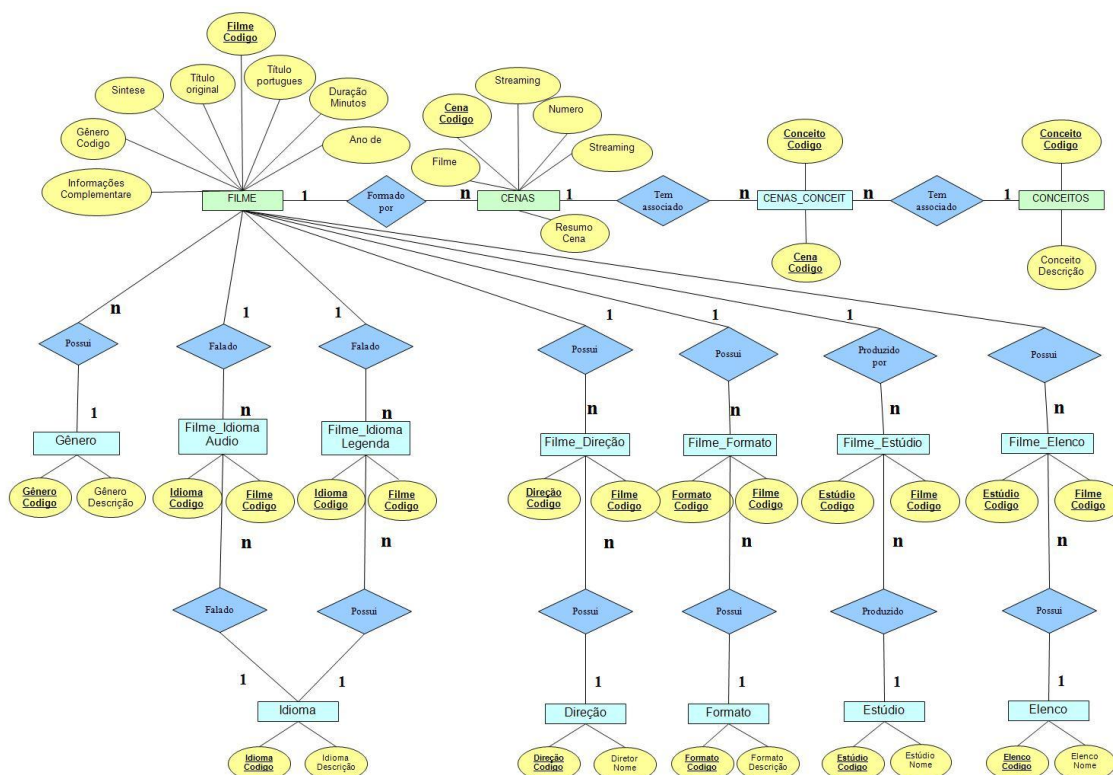 Filme
Codigo
Sintese
Título
original
Título
portugues
Duração
Minutos
Gênero
Codigo
Ano de
Informações
Complementare
FILME
1
Formado
por
n
Streaming
Cena
Codigo
Numero
Filme
Streaming
CENAS
1
Resumo
Cena
Tem
associado
n
Conceito
Codigo
CENAS_CONCEIT
Cena
Codigo
n
Tem
associado
1
Conceito
Codigo
CONCEITOS
Conceito
Descrição
n
1
1
1
1
1
Possui
Falado
Falado
Possui
Possui
Produzido
por
Possui
1
n
n
n
n
n
n
Gênero
Filme_Idioma
Audio
Filme_Idioma
Legenda
Filme_Direção
Filme_Formato
Filme_Estúdio
Filme_Elenco
Gênero
Codigo
Gênero
Descrição
Idioma
Codigo
Filme
Codigo
Idioma
Codigo
Filme
Codigo
Direção
Codigo
Filme
Codigo
Formato
Codigo
Filme
Codigo
Estúdio
Codigo
Filme
Codigo
Estúdio
Codigo
Filme
Codigo
n
n
n
n
n
n
Falado
Possui
Possui
Possui
Produzido
Possui
1
1
1
1
1
1
Idioma
Direção
Formato
Estúdio
Elenco
Idioma
Codigo
Idioma
Descrição
Direção
Codigo
Diretor
Nome
Formato
Codigo
Formato
Descrição
Estúdio
Codigo
Estúdio
Nome
Elenco
Codigo
Elenco
Nome